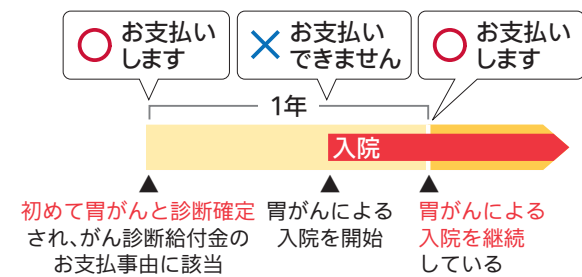 お支払い
します
お支払い
できません
お支払い
します
1年
入院
初めて胃がんと診断確定
され、がん診断給付金の
お支払事由に該当
胃がんによる
入院を開始
胃がんによる
入院を継続
している